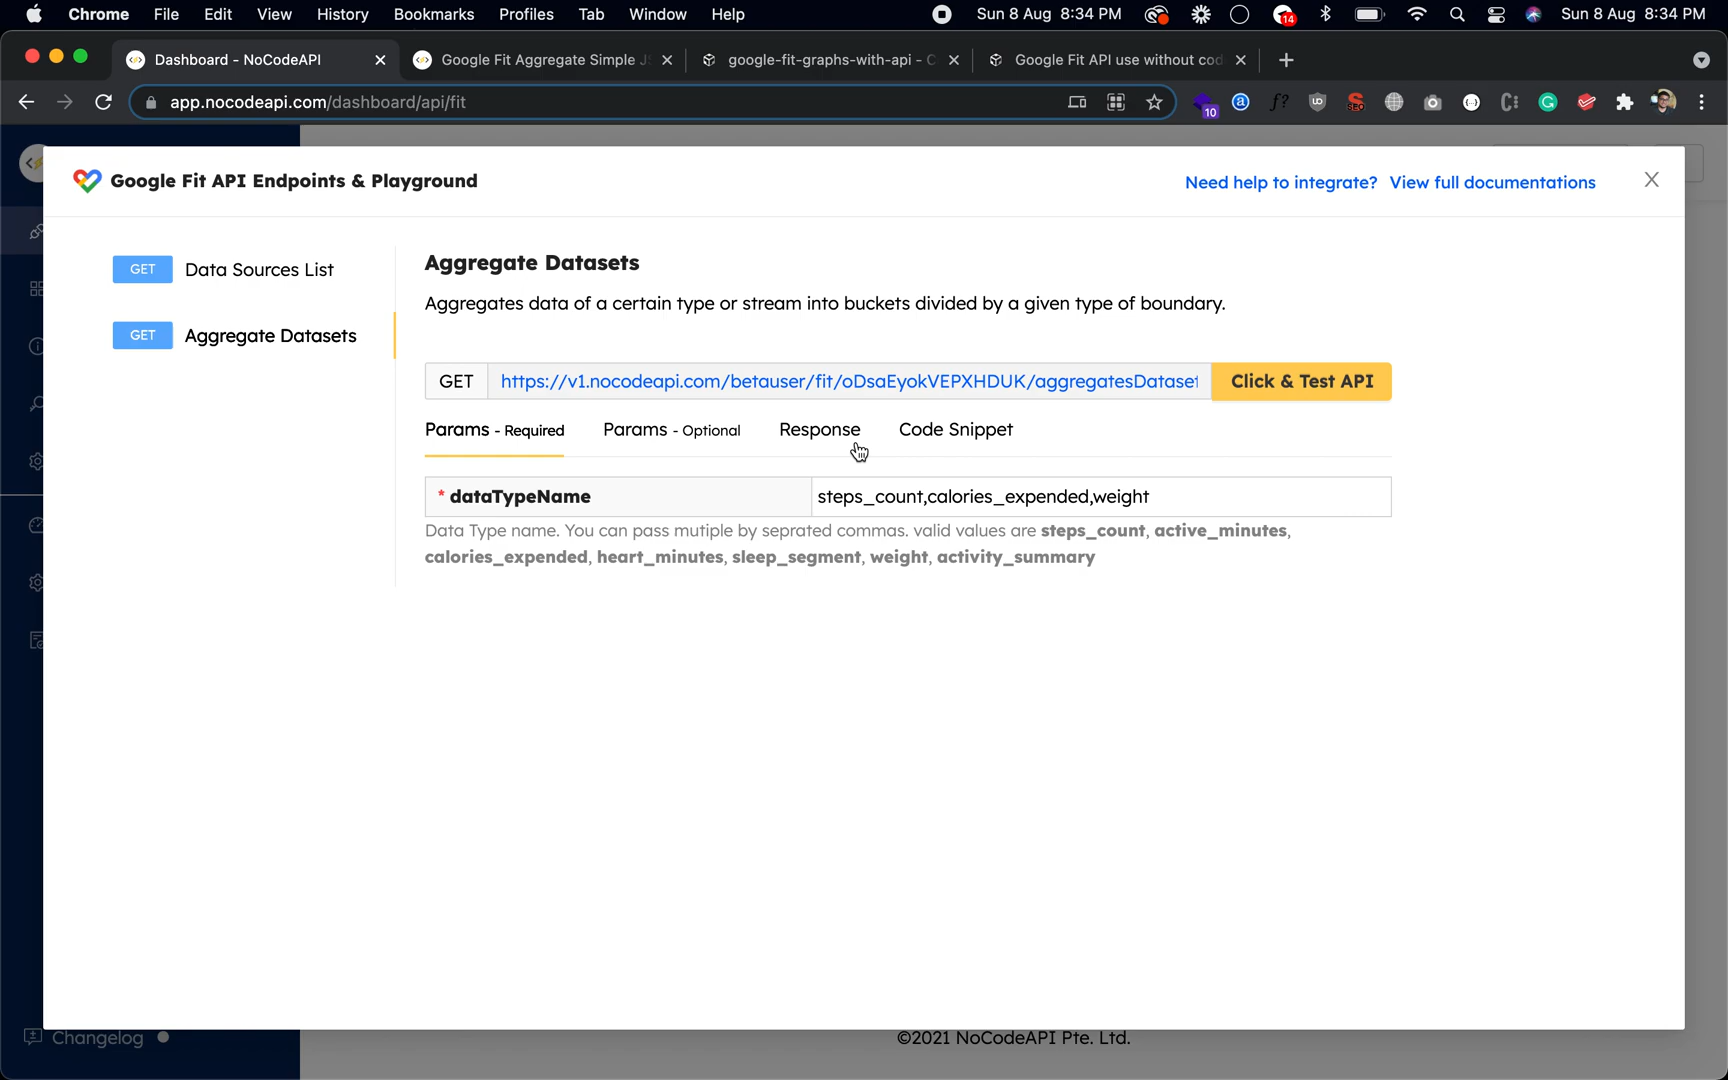 Chrome File Edit View History Bookmarks Profiles Tab Window Help Sun 8 Aug 8:34 PM 14 Sun 8 Aug 8:34 PM
Dashboard - NoCodeAPI Google Fit Aggregate Simple google-fit-graphs-with-api - Google Fit API use without cod
app.nocodeapi.com/dashboard/api/fit 10
Google Fit API Endpoints & Playground Need help to integrate? View full documentations
GET Data Sources List
GET Aggregate Datasets
Aggregate Datasets
Aggregates data of a certain type or stream into buckets divided by a given type of boundary.
GET https://v1.nocodeapi.com/betauser/fit/oDsaEyokVEPXHDUK/aggregatesDataset Click & Test API
Params - Required Params - Optional Response Code Snippet
* dataTypeName steps_count,calories_expended,weight
Data Type name. You can pass mutiple by seprated commas. valid values are steps_count, active_minutes,
calories_expended, heart_minutes, sleep_segment, weight, activity_summary
Changelog
©2021 NoCodeAPI Pte. Ltd.